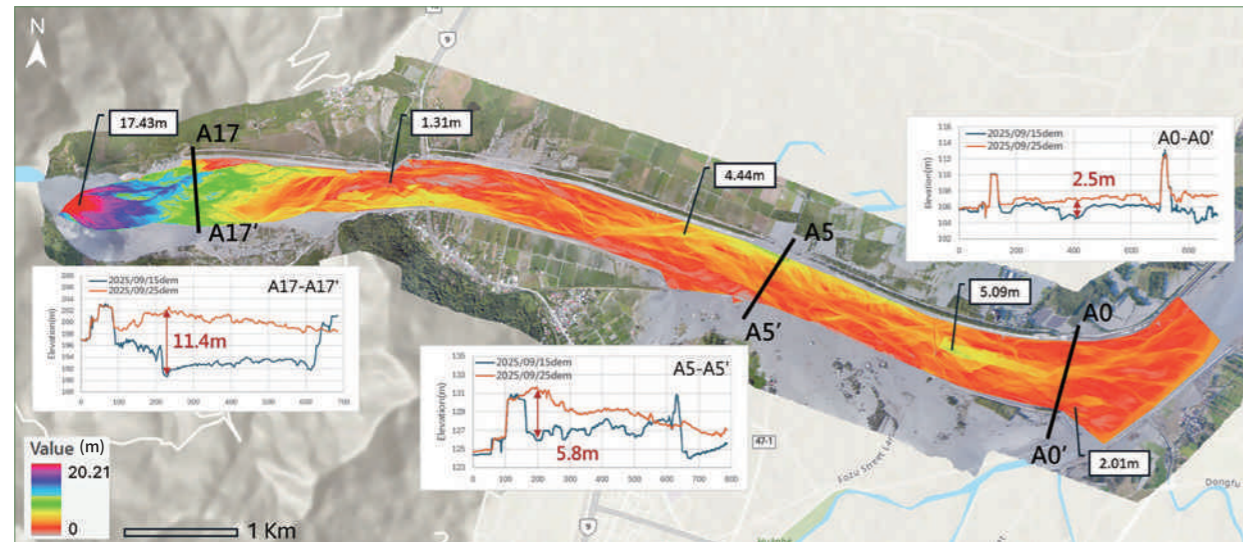 N
9
17.43m
A17
A17'
1.31m
4.44m
A5
A5'
5.09m
A0
A0'
2.01m
2025/09/15dem
2025/09/25dem
A0-A0'
Elevation(m)
116
114
112
110
108
106
104
102
2.5m
0
200
400
600
800
2025/09/15dem
2025/09/25dem
A17-A17'
Elevation(m)
11.4m
0
100
200
300
400
500
600
700
2025/09/15dem
2025/09/25dem
A5-A5'
Elevation(m)
135
133
131
129
127
125
123
5.8m
0
100
200
300
400
500
600
700
800
47-1
9
Fozu Street
Dongfu
Value (m)
20.21
0
1 Km